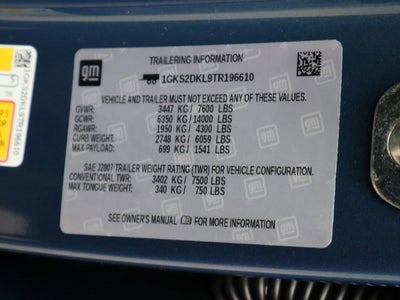 gm
TRAILERING INFORMATION
1GKS2DKL9TR196610
VEHICLE AND TRAILER MUST NOT EXCEED ANY OF THESE:
GVWR: 3447 KG/ 7600 LBS
GCWR: 6350 KG/14000 LBS
RGAWR: 1950 KG/ 4300 LBS
CURB WEIGHT: 2748 KG/ 6059 LBS
MAX PAYLOAD: 699 KG/ 1541 LBS
SAE J2807 TRAILER WEIGHT RATING (TWR) FOR VEHICLE CONFIGURATION.
CONVENTIONAL TWR: 3402 KG/ 7500 LBS
MAX TONGUE WEIGHT: 340 KG/ 750 LBS
SEE OWNER'S MANUAL FOR MORE INFORMATION
1GKS2DKL9TR196610